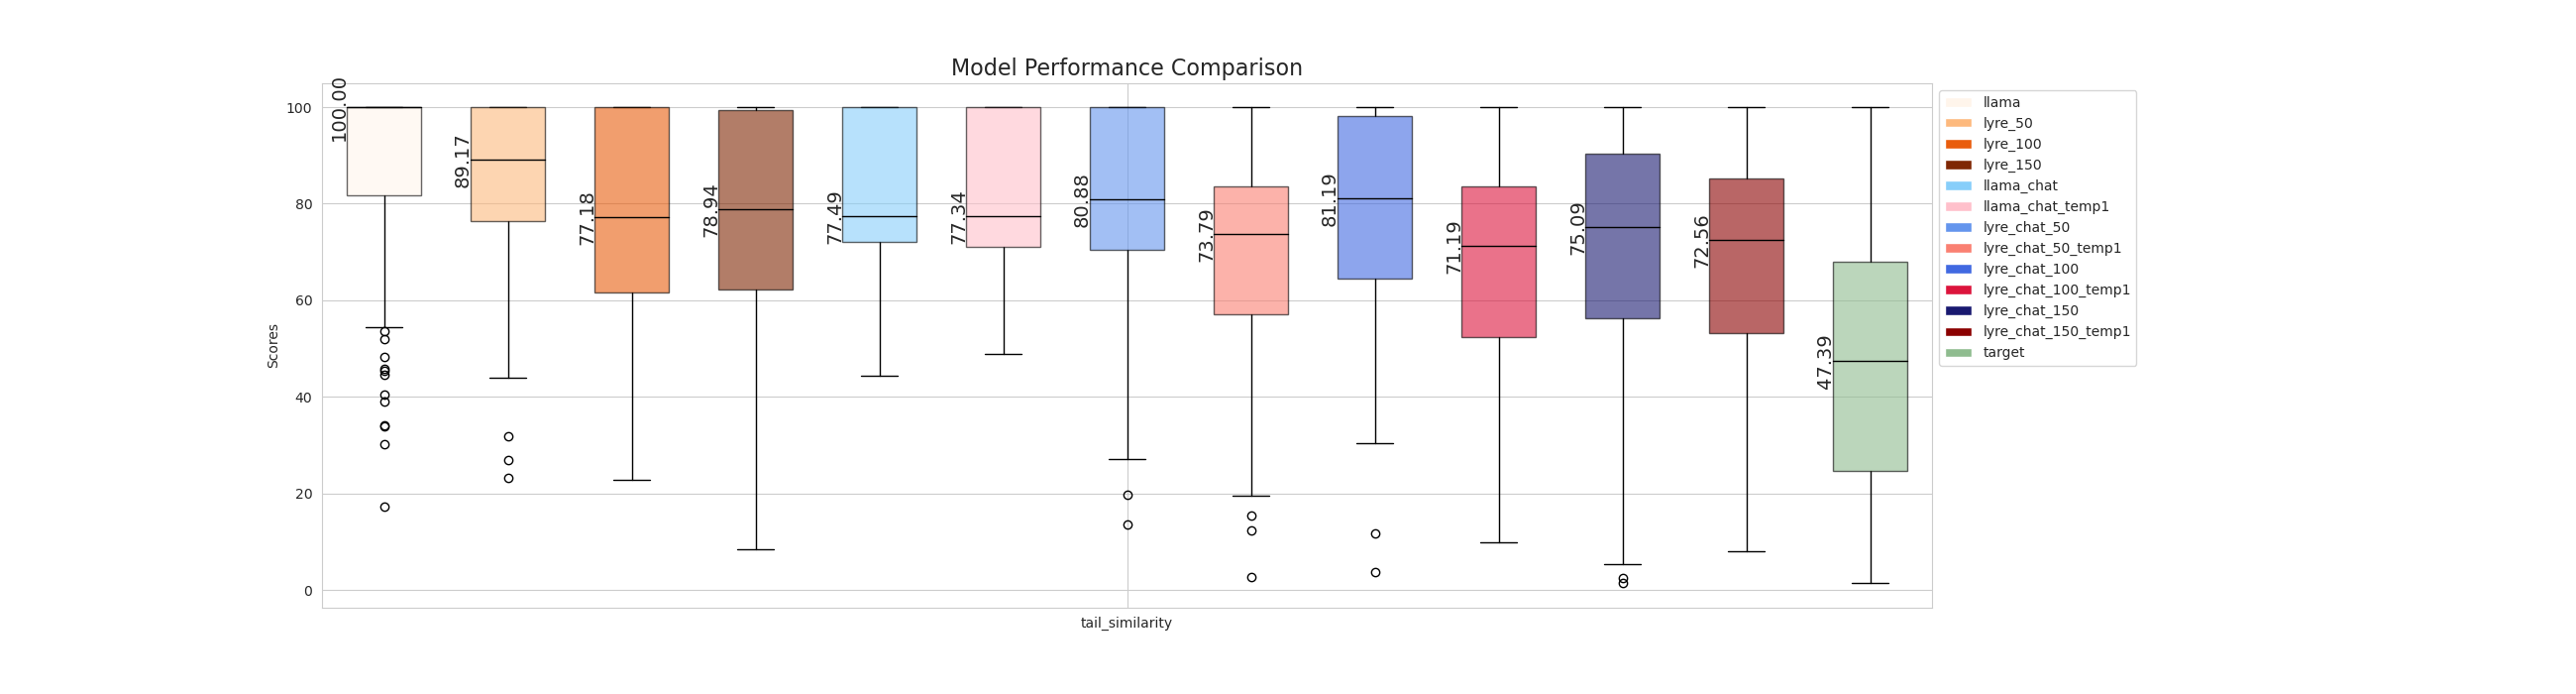 Model Performance Comparison
Scores
100
80
60
40
20
0
100.00
89.17
77.18
78.94
77.49
77.34
80.88
73.79
81.19
71.19
75.09
72.56
47.39
tail_similarity
llama
lyre_50
lyre_100
lyre_150
llama_chat
llama_chat_temp1
lyre_chat_50
lyre_chat_50_temp1
lyre_chat_100
lyre_chat_100_temp1
lyre_chat_150
lyre_chat_150_temp1
target